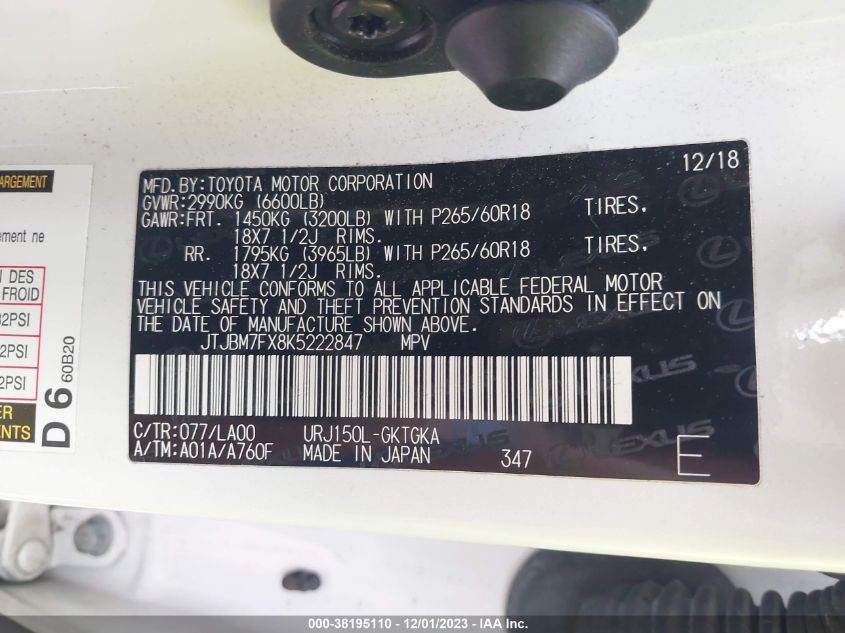 MFD.BY:TOYOTA MOTOR CORPORATION 12/18
GVWR:2990KG (6600LB)
GAWR:FRT. 1450KG (3200LB) WITH P265/60R18 TIRES.
18X7 1/2J RIMS.
RR. 1795KG (3965LB) WITH P265/60R18 TIRES.
18X7 1/2J RIMS.
THIS VEHICLE CONFORMS TO ALL APPLICABLE FEDERAL MOTOR
VEHICLE SAFETY AND THEFT PREVENTION STANDARDS IN EFFECT ON
THE DATE OF MANUFACTURE SHOWN ABOVE.
JTJBM7FX8K5222847 MPV
C/TR:077/LA00 URJ150L-GKTGKA
A/TM:A01A/A760F MADE IN JAPAN 347 E
LEXUS
LEXUS
ARGEMENT
ement ne
I DES
FROID
2PSI
2PSI
2PSI
ER
ENTS
D 6 60B20
000-38195110 - 12/01/2023 - IAA Inc.